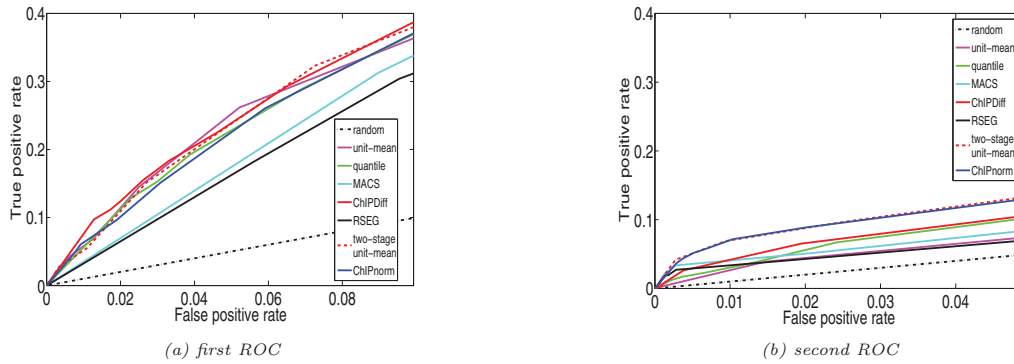 0.4
0.3
0.2
0.1
0
True positive rate
0
0.02
0.04
0.06
0.08
False positive rate
random
unit-mean
quantile
MACS
ChIPDiff
RSEG
two-stage
unit-mean
ChIPnorm
(a) first ROC
0.4
0.3
0.2
0.1
0
True positive rate
0
0.01
0.02
0.03
0.04
False positive rate
random
unit-mean
quantile
MACS
ChIPDiff
RSEG
two-stage
unit-mean
ChIPnorm
(b) second ROC